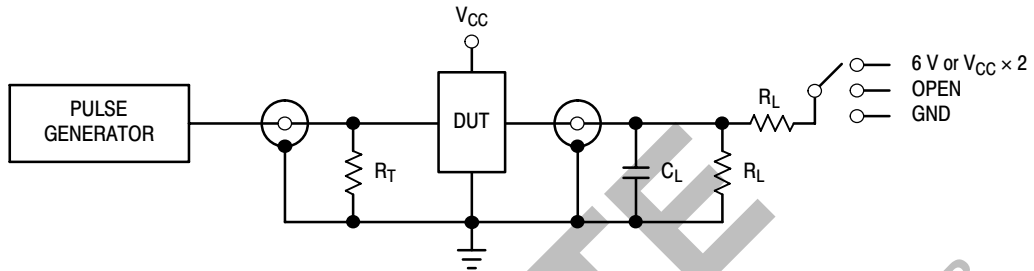 V_CC
6 V or V_CC × 2
OPEN
GND
PULSE
GENERATOR
DUT
R_L
R_T
C_L
R_L